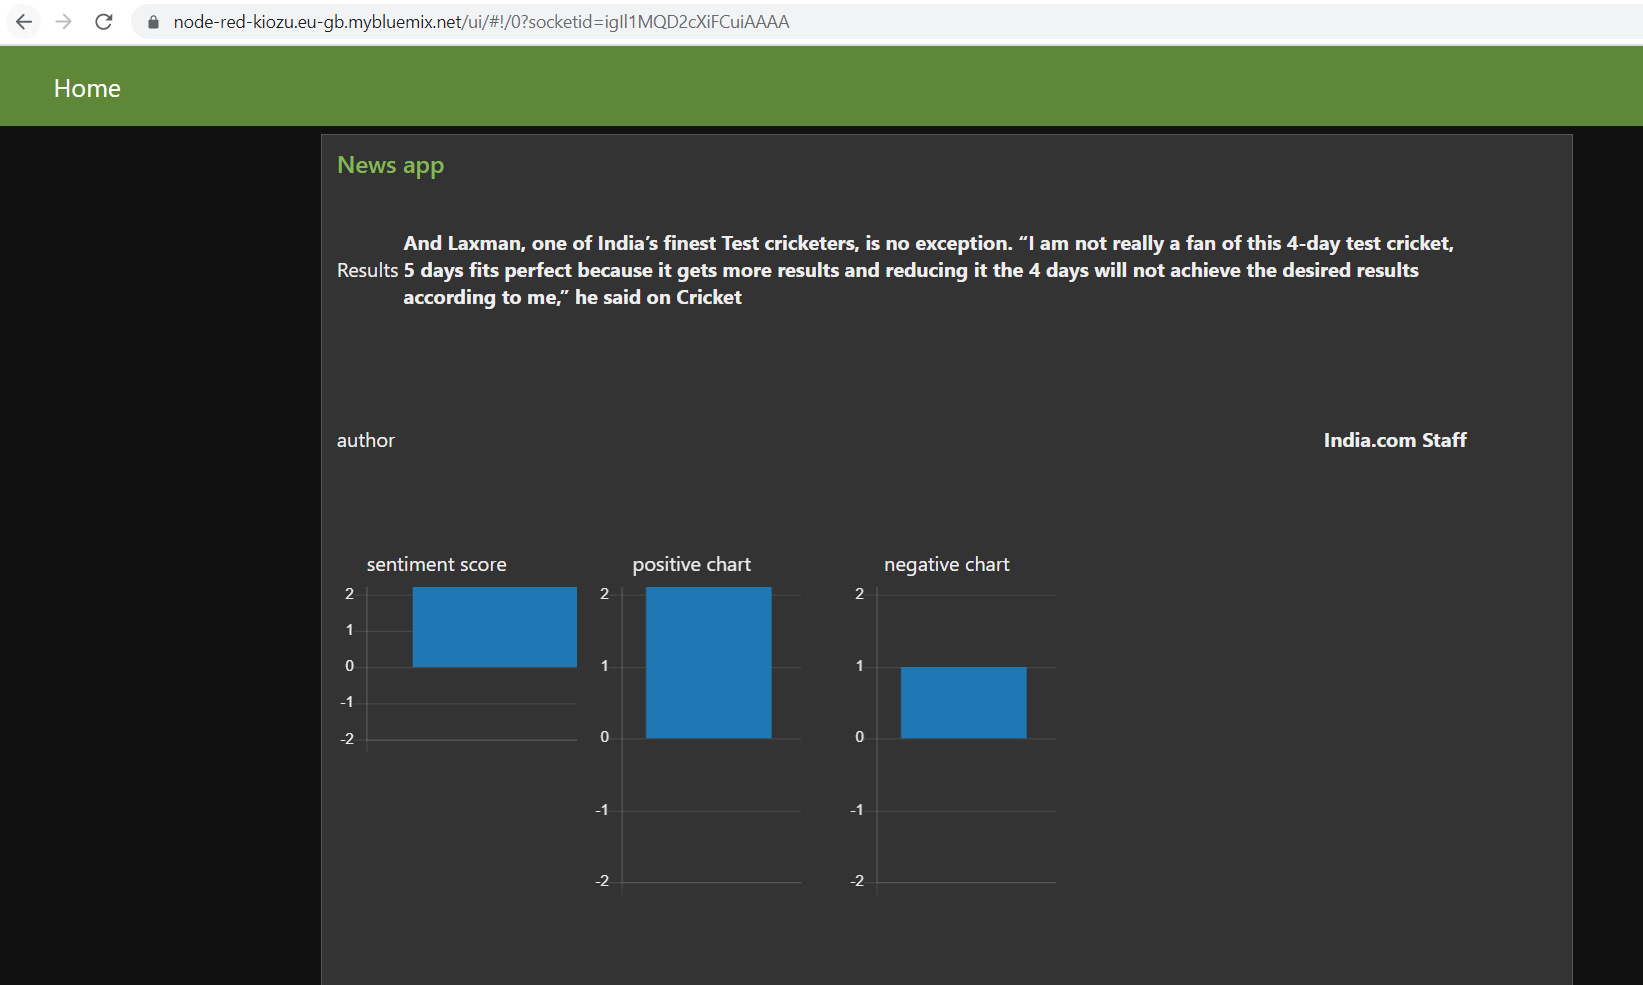 node-red-kiozu.eu-gb.mybluemix.net/ui/#!/0?socketid=igIl1MQD2cXiFCuiAAAA
Home
News app
And Laxman, one of India’s finest Test cricketers, is no exception. “I am not really a fan of this 4-day test cricket,
Results 5 days fits perfect because it gets more results and reducing it the 4 days will not achieve the desired results
according to me,” he said on Cricket
author India.com Staff
sentiment score positive chart negative chart
2
1
0
-1
-2
2
1
0
-1
-2
2
1
0
-1
-2